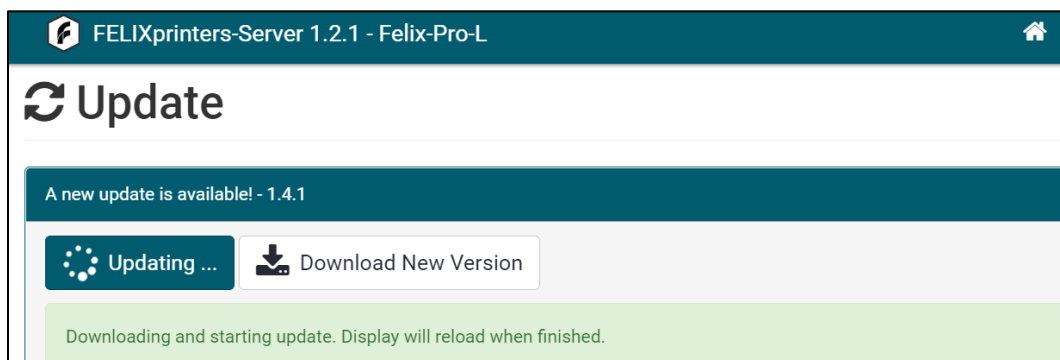 FELIXprinters-Server 1.2.1 - Felix-Pro-L
Update
A new update is available! - 1.4.1
Updating ... Download New Version
Downloading and starting update. Display will reload when finished.